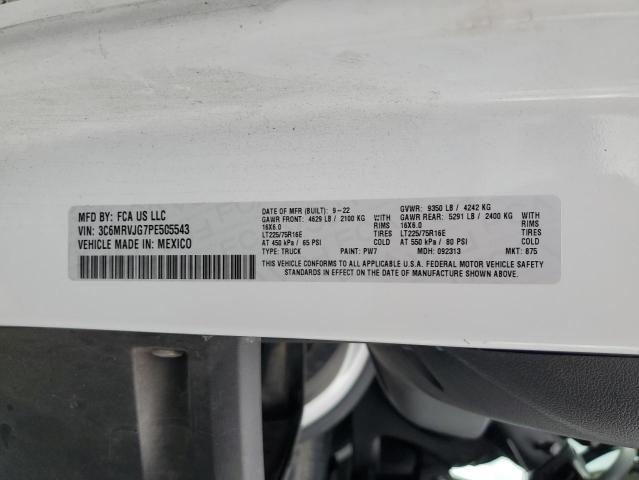 MFD BY: FCA US LLC
VIN: 3C6MRVJG7PE505543
VEHICLE MADE IN: MEXICO
DATE OF MFR (BUILT): 9-22
GAWR FRONT: 4629 LB / 2100 KG
16X6.0 RIMS
LT225/75R16E TIRES
AT 450 kPa / 65 PSI
TYPE: TRUCK PAINT: PW7
GVWR: 9350 LB / 4242 KG
GAWR REAR: 5291 LB / 2400 KG
16X6.0 RIMS
LT225/75R16E TIRES
AT 550 kPa / 80 PSI
MDH: 092313 MKT: 875
THIS VEHICLE CONFORMS TO ALL APPLICABLE U.S.A. FEDERAL MOTOR VEHICLE SAFETY
STANDARDS IN EFFECT ON THE DATE OF MANUFACTURE SHOWN ABOVE.